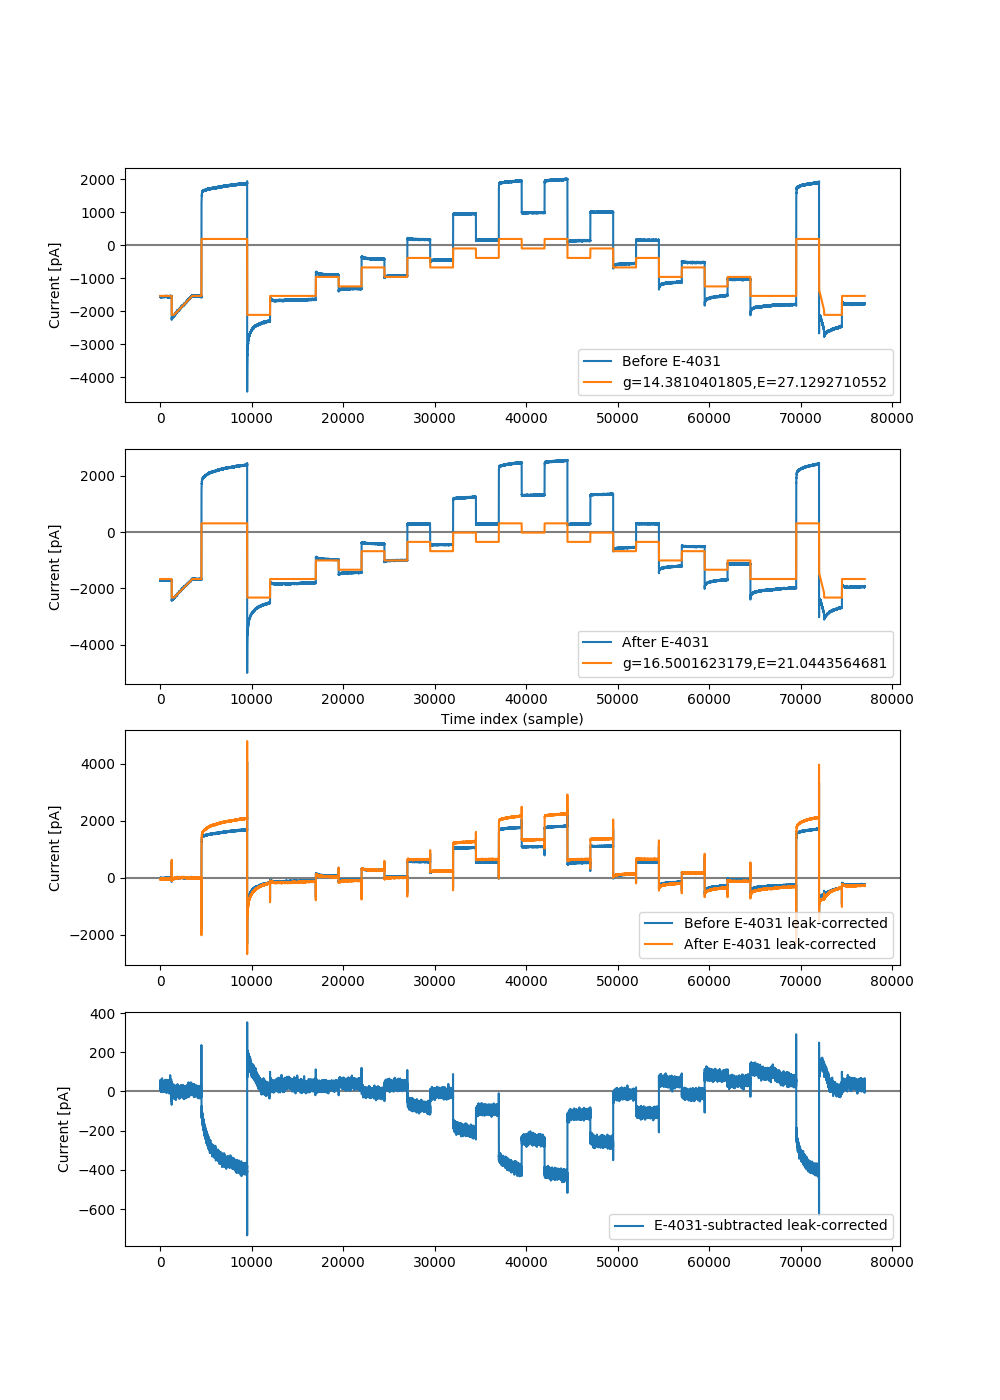 2000
1000
0
−1000
−2000
−3000
−4000
Current [pA]
0 10000 20000 30000 40000 50000 60000 70000 80000
Before E-4031
g=14.3810401805,E=27.1292710552
2000
0
−2000
−4000
Current [pA]
0 10000 20000 30000 40000 50000 60000 70000 80000
Time index (sample)
After E-4031
g=16.5001623179,E=21.0443564681
4000
2000
0
−2000
Current [pA]
0 10000 20000 30000 40000 50000 60000 70000 80000
Before E-4031 leak-corrected
After E-4031 leak-corrected
400
200
0
−200
−400
−600
Current [pA]
0 10000 20000 30000 40000 50000 60000 70000 80000
E-4031-subtracted leak-corrected